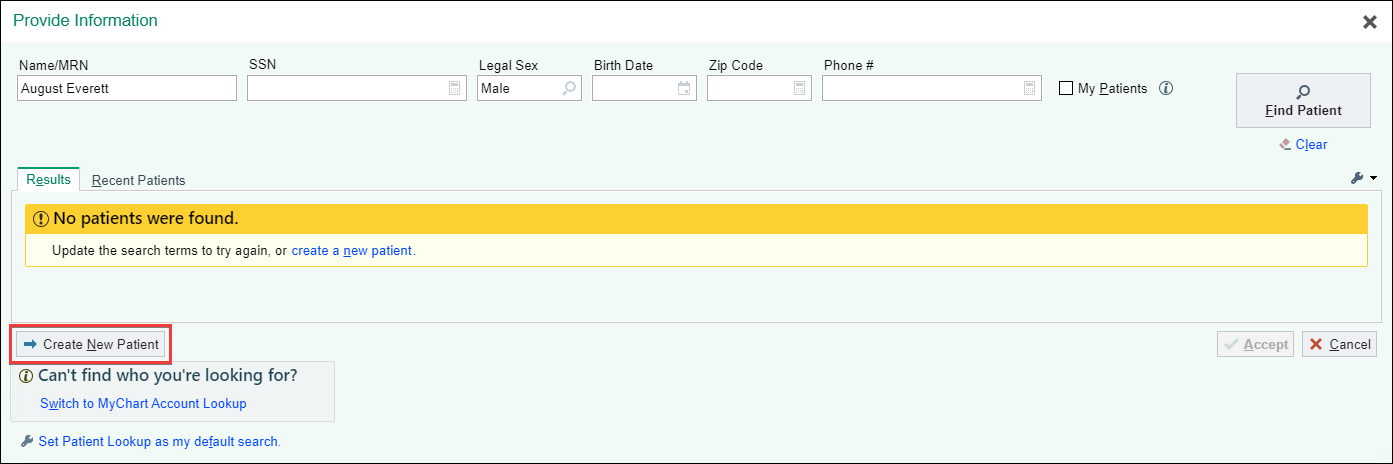 Provide Information
Name/MRN SSN Legal Sex Birth Date Zip Code Phone #
August Everett Male My Patients Find Patient
Clear
Results Recent Patients
No patients were found.
Update the search terms to try again, or create a new patient.
Create New Patient Accept Cancel
Can't find who you're looking for?
Switch to MyChart Account Lookup
Set Patient Lookup as my default search.